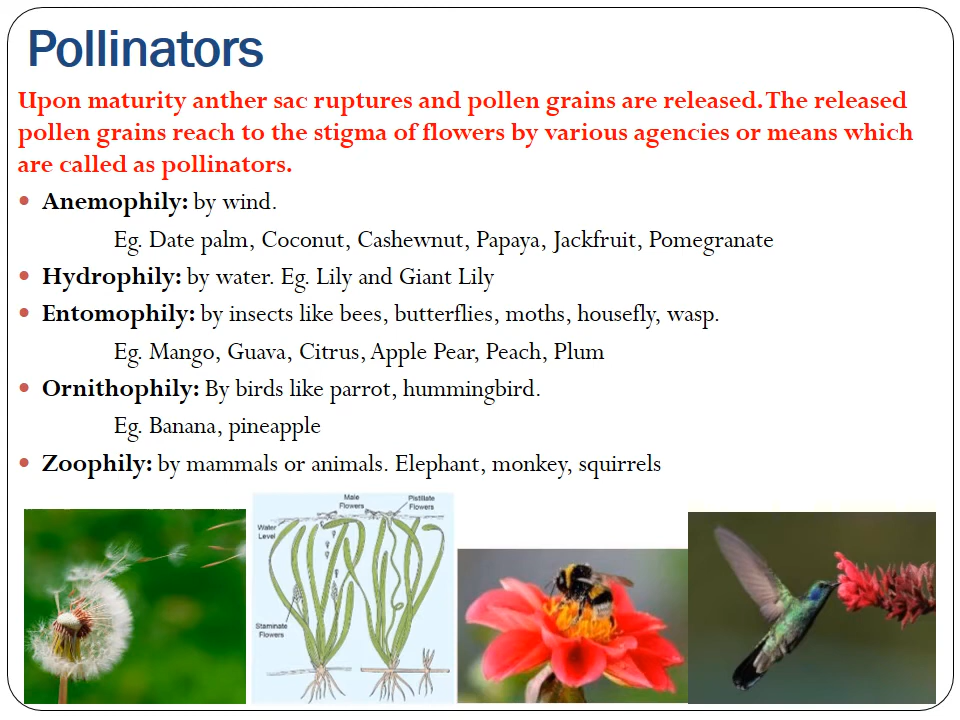 Pollinators
Upon maturity anther sac ruptures and pollen grains are released. The released
pollen grains reach to the stigma of flowers by various agencies or means which
are called as pollinators.
• Anemophily: by wind.
Eg. Date palm, Coconut, Cashewnut, Papaya, Jackfruit, Pomegranate
• Hydrophily: by water. Eg. Lily and Giant Lily
• Entomophily: by insects like bees, butterflies, moths, housefly, wasp.
Eg. Mango, Guava, Citrus, Apple Pear, Peach, Plum
• Ornithophily: By birds like parrot, hummingbird.
Eg. Banana, pineapple
• Zoophily: by mammals or animals. Elephant, monkey, squirrels
Male
Flowers
Pistillate
Flowers
Water
Level
Staminate
Flowers